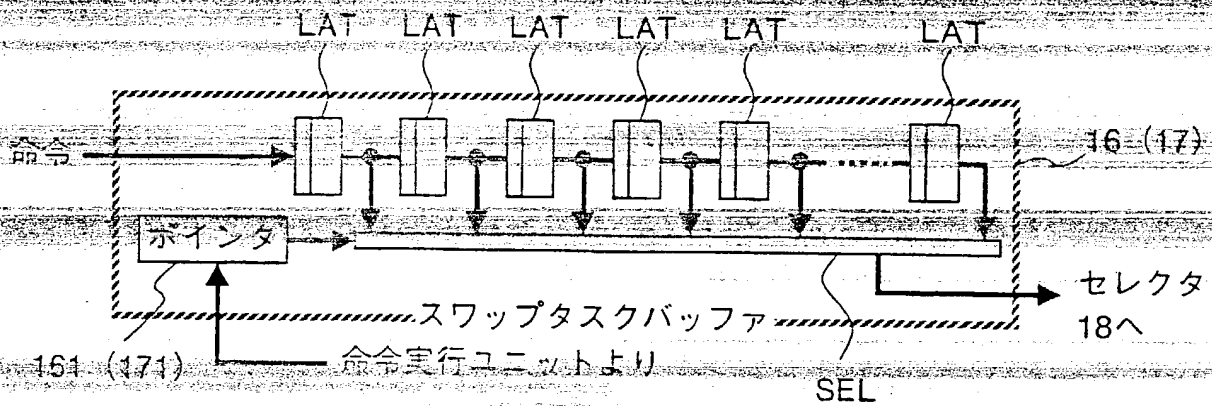 LAT LAT LAT LAT LAT LAT
命令
16 (17)
ポインタ
セレクタ
18へ
スワップタスクバッファ
161 (171)
命令実行ユニットより
SEL